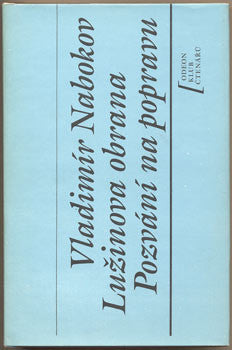 Vladimír Nabokov
Lužinova obrana
Pozvání na popravu
ODEON
KLUB
ČTENÁŘŮ